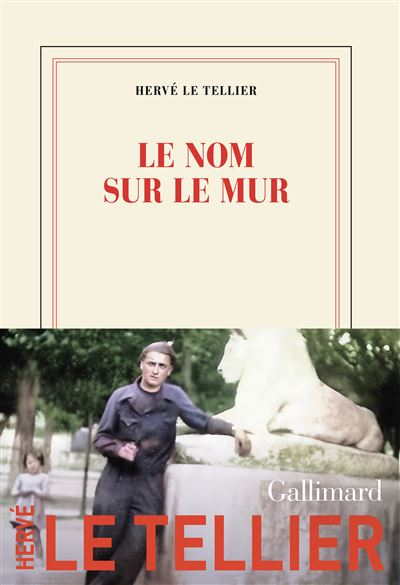 HERVÉ LE TELLIER
LE NOM
SUR LE MUR
Gallimard
HERVÉ
LE TELLIER